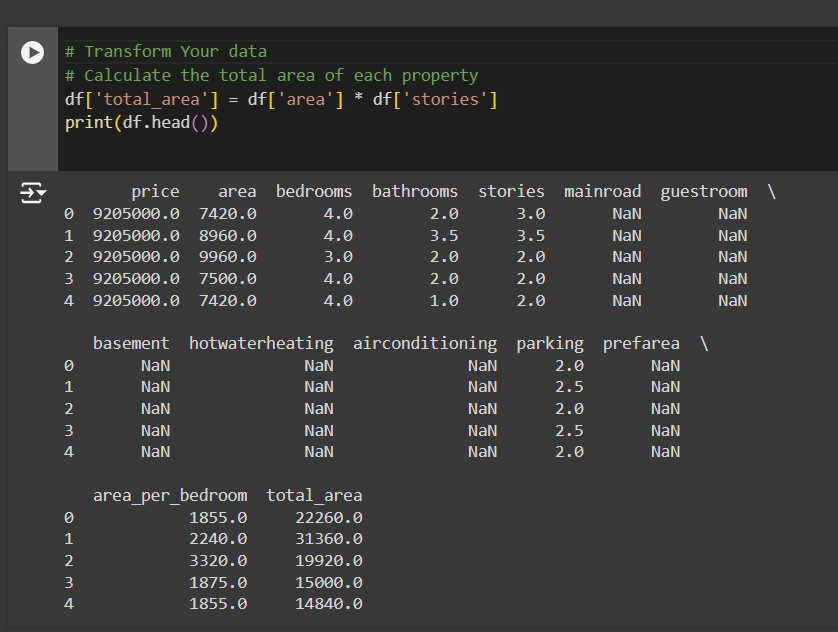 # Transform Your data
# Calculate the total area of each property
df['total_area'] = df['area'] * df['stories']
print(df.head())
price area bedrooms bathrooms stories mainroad guestroom \
0 9205000.0 7420.0 4.0 2.0 3.0 NaN NaN
1 9205000.0 8960.0 4.0 3.5 3.5 NaN NaN
2 9205000.0 9960.0 3.0 2.0 2.0 NaN NaN
3 9205000.0 7500.0 4.0 2.0 2.0 NaN NaN
4 9205000.0 7420.0 4.0 1.0 2.0 NaN NaN
basement hotwaterheating airconditioning parking prefarea \
0 NaN NaN NaN 2.0 NaN
1 NaN NaN NaN 2.5 NaN
2 NaN NaN NaN 2.0 NaN
3 NaN NaN NaN 2.5 NaN
4 NaN NaN NaN 2.0 NaN
area_per_bedroom total_area
0 1855.0 22260.0
1 2240.0 31360.0
2 3320.0 19920.0
3 1875.0 15000.0
4 1855.0 14840.0